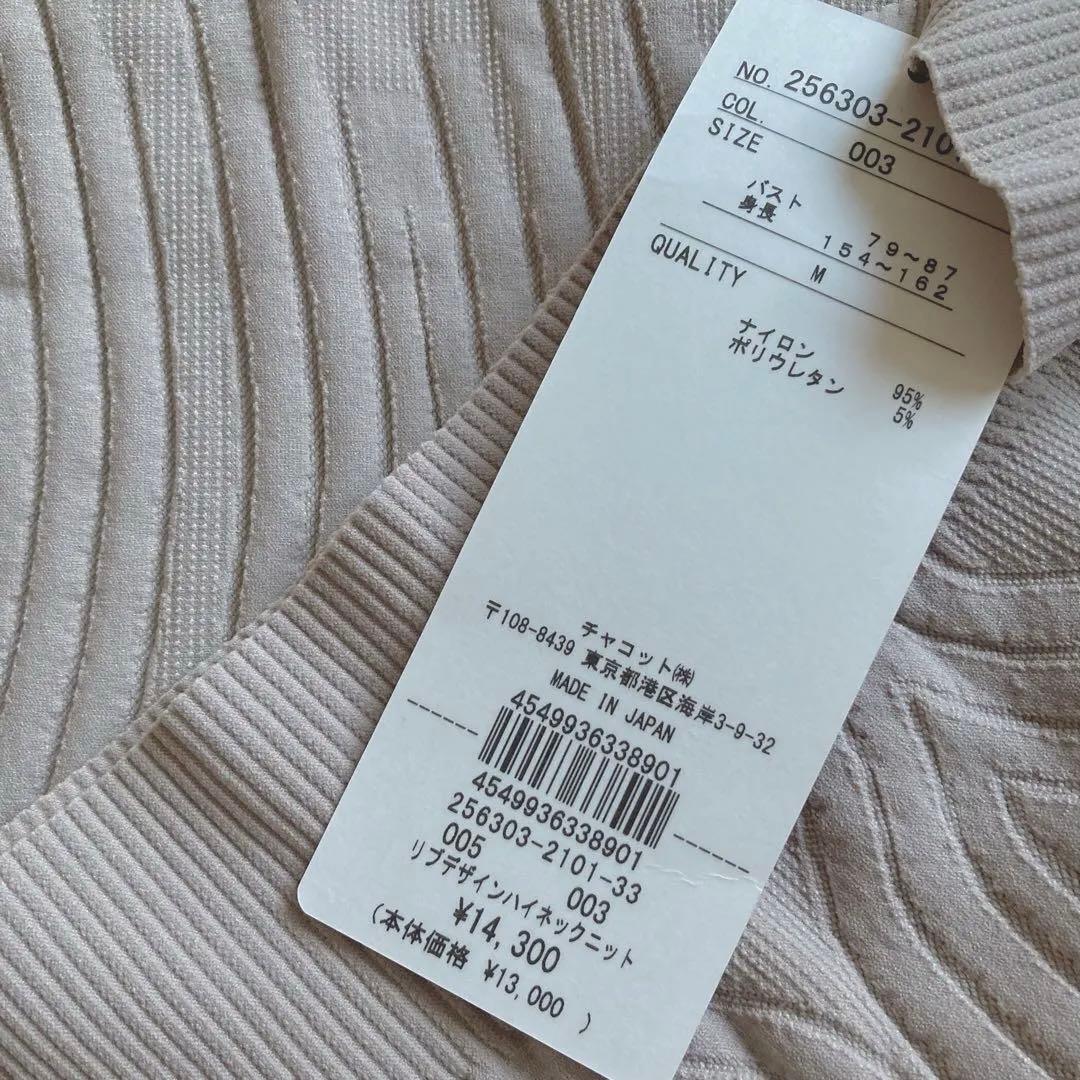 NO. 256303-2101
COL. 003
SIZE
バスト 79~87
身長 154~162
M
QUALITY
ナイロン 95%
ポリウレタン 5%
チャコット㈱
〒108-8439 東京都港区海岸3-9-32
MADE IN JAPAN
4549936338901
4549936338901
256303-2101-33
005 003
リブデザインハイネックニット
¥14,300
(本体価格 ¥13,000 )